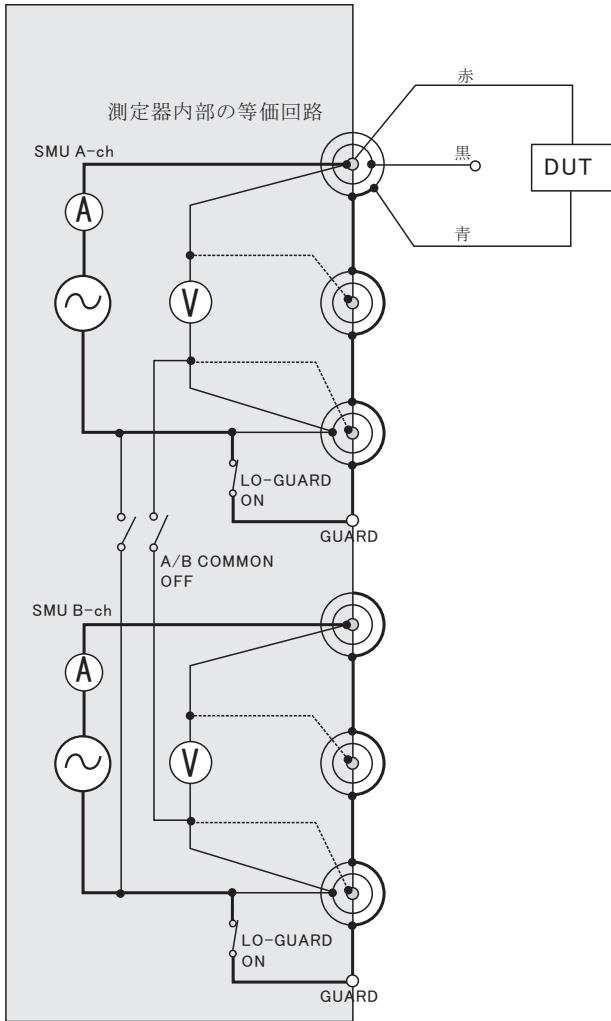 測定器内部の等価回路
赤
黒
DUT
青
SMU A-ch
A
V
LO-GUARD
ON
GUARD
A/B COMMON
OFF
SMU B-ch
A
V
LO-GUARD
ON
GUARD